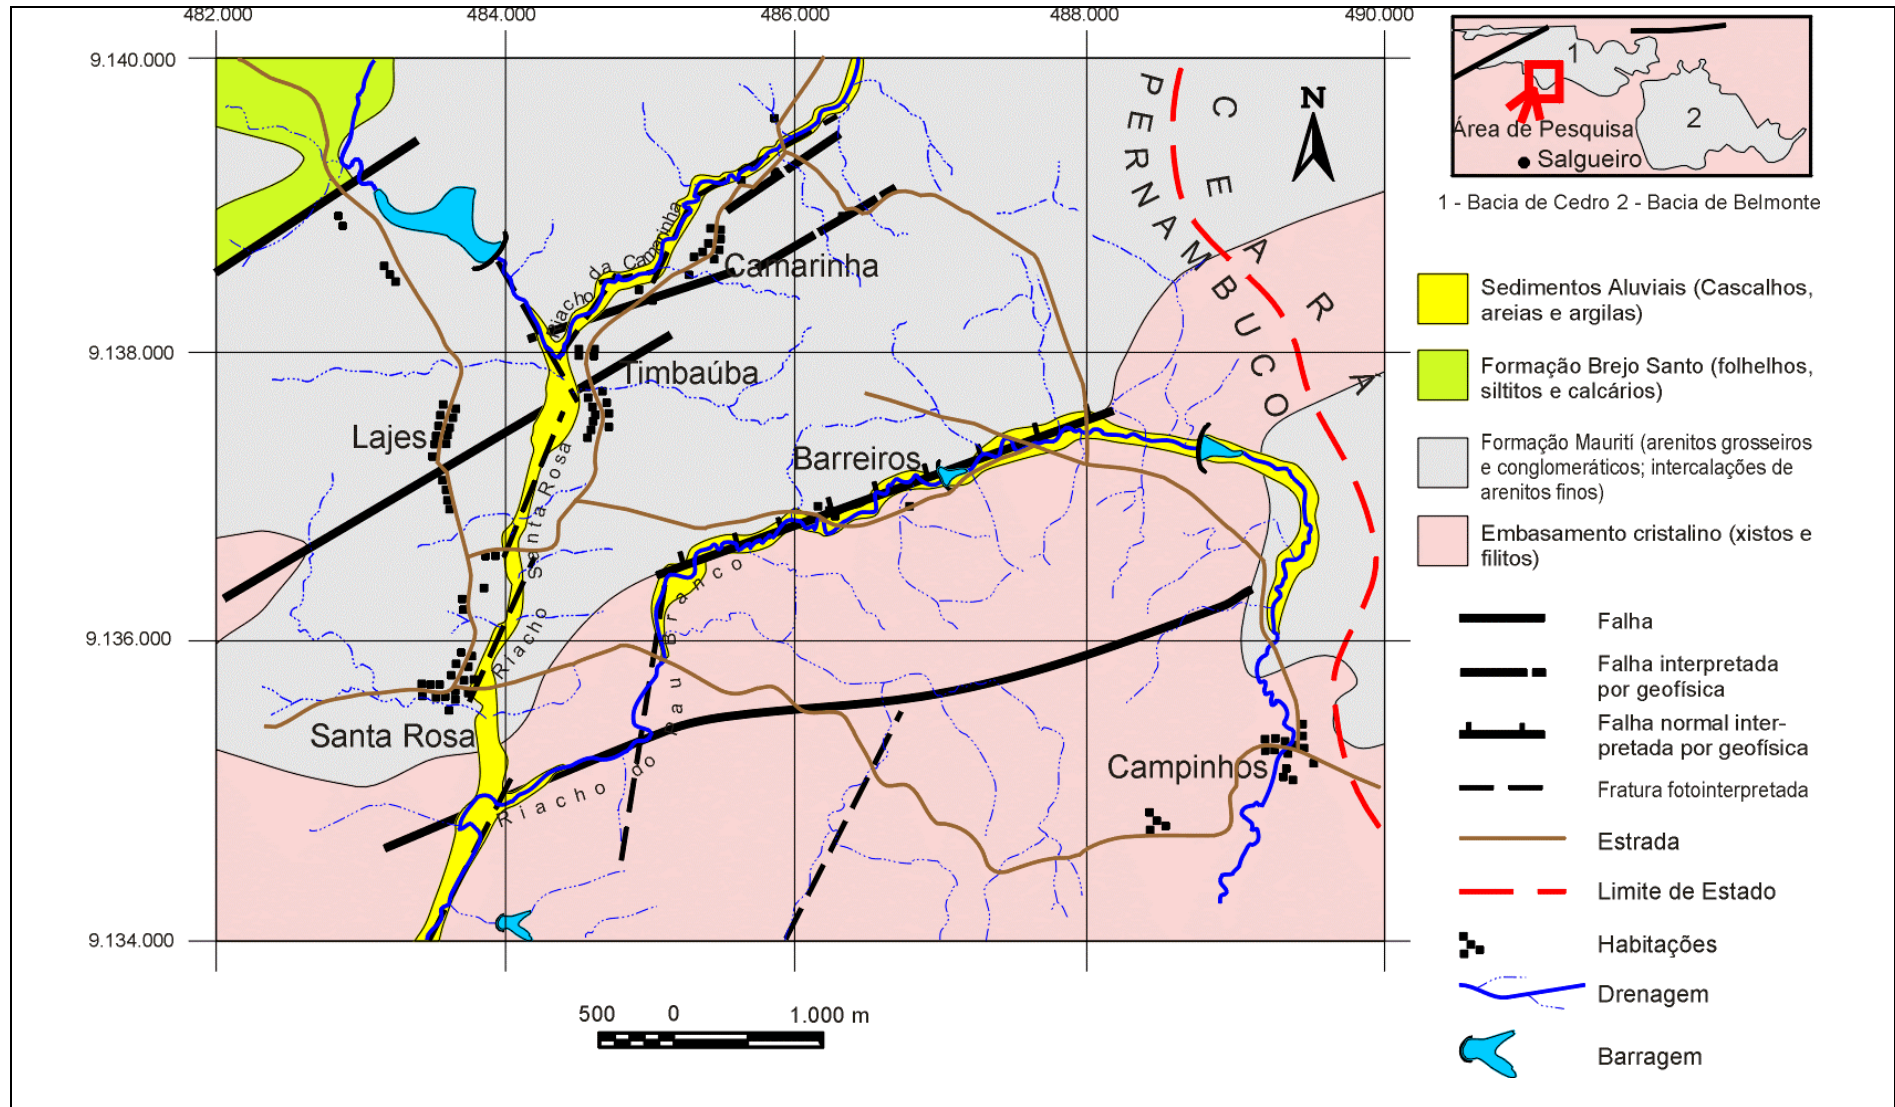 482.000
484.000
486.000
488.000
490.000
9.140.000
9.138.000
9.136.000
9.134.000
PERNAMBUCO
CEARÁ
N
Riacho da Camarinha
Camarinha
Timbaúba
Lajes
Barreiros
Riacho Santa Rosa
Santa Rosa
Riacho do Pau Branco
Campinhos
500 0 1.000 m
1
2
Área de Pesquisa
Salgueiro
1 - Bacia de Cedro 2 - Bacia de Belmonte
Sedimentos Aluviais (Cascalhos,
areias e argilas)
Formação Brejo Santo (folhelhos,
siltitos e calcários)
Formação Mauriti (arenitos grosseiros
e conglomeráticos; intercalações de
arenitos finos)
Embasamento cristalino (xistos e
filitos)
Falha
Falha interpretada
por geofísica
Falha normal inter-
pretada por geofísica
Fratura fotointerpretada
Estrada
Limite de Estado
Habitações
Drenagem
Barragem